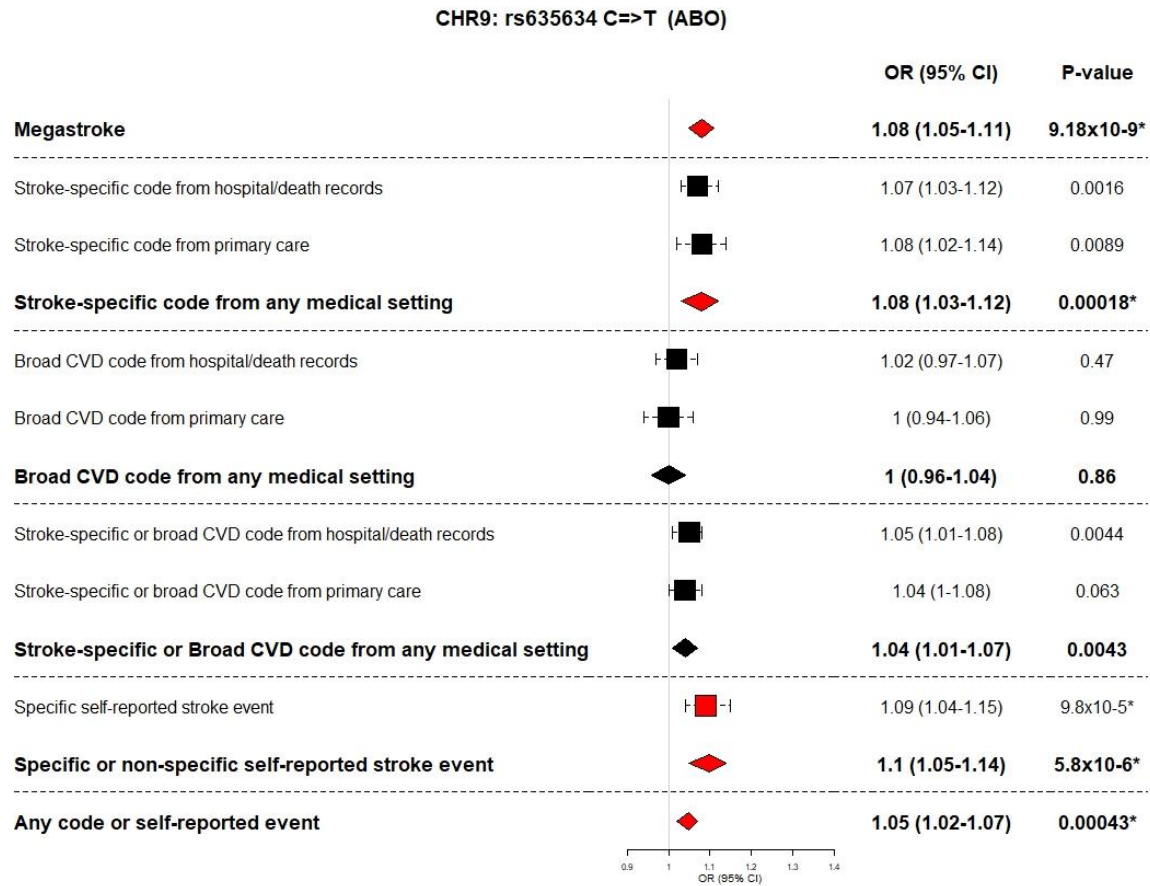 CHR9: rs635634 C=>T (ABO)
OR (95% CI) P-value
Megastroke 1.08 (1.05-1.11) 9.18x10-9*
Stroke-specific code from hospital/death records 1.07 (1.03-1.12) 0.0016
Stroke-specific code from primary care 1.08 (1.02-1.14) 0.0089
Stroke-specific code from any medical setting 1.08 (1.03-1.12) 0.00018*
Broad CVD code from hospital/death records 1.02 (0.97-1.07) 0.47
Broad CVD code from primary care 1 (0.94-1.06) 0.99
Broad CVD code from any medical setting 1 (0.96-1.04) 0.86
Stroke-specific or broad CVD code from hospital/death records 1.05 (1.01-1.08) 0.0044
Stroke-specific or broad CVD code from primary care 1.04 (1-1.08) 0.063
Stroke-specific or Broad CVD code from any medical setting 1.04 (1.01-1.07) 0.0043
Specific self-reported stroke event 1.09 (1.04-1.15) 9.8x10-5*
Specific or non-specific self-reported stroke event 1.1 (1.05-1.14) 5.8x10-6*
Any code or self-reported event 1.05 (1.02-1.07) 0.00043*
0.9 1 1.1 1.2 1.3 1.4
OR (95% CI)